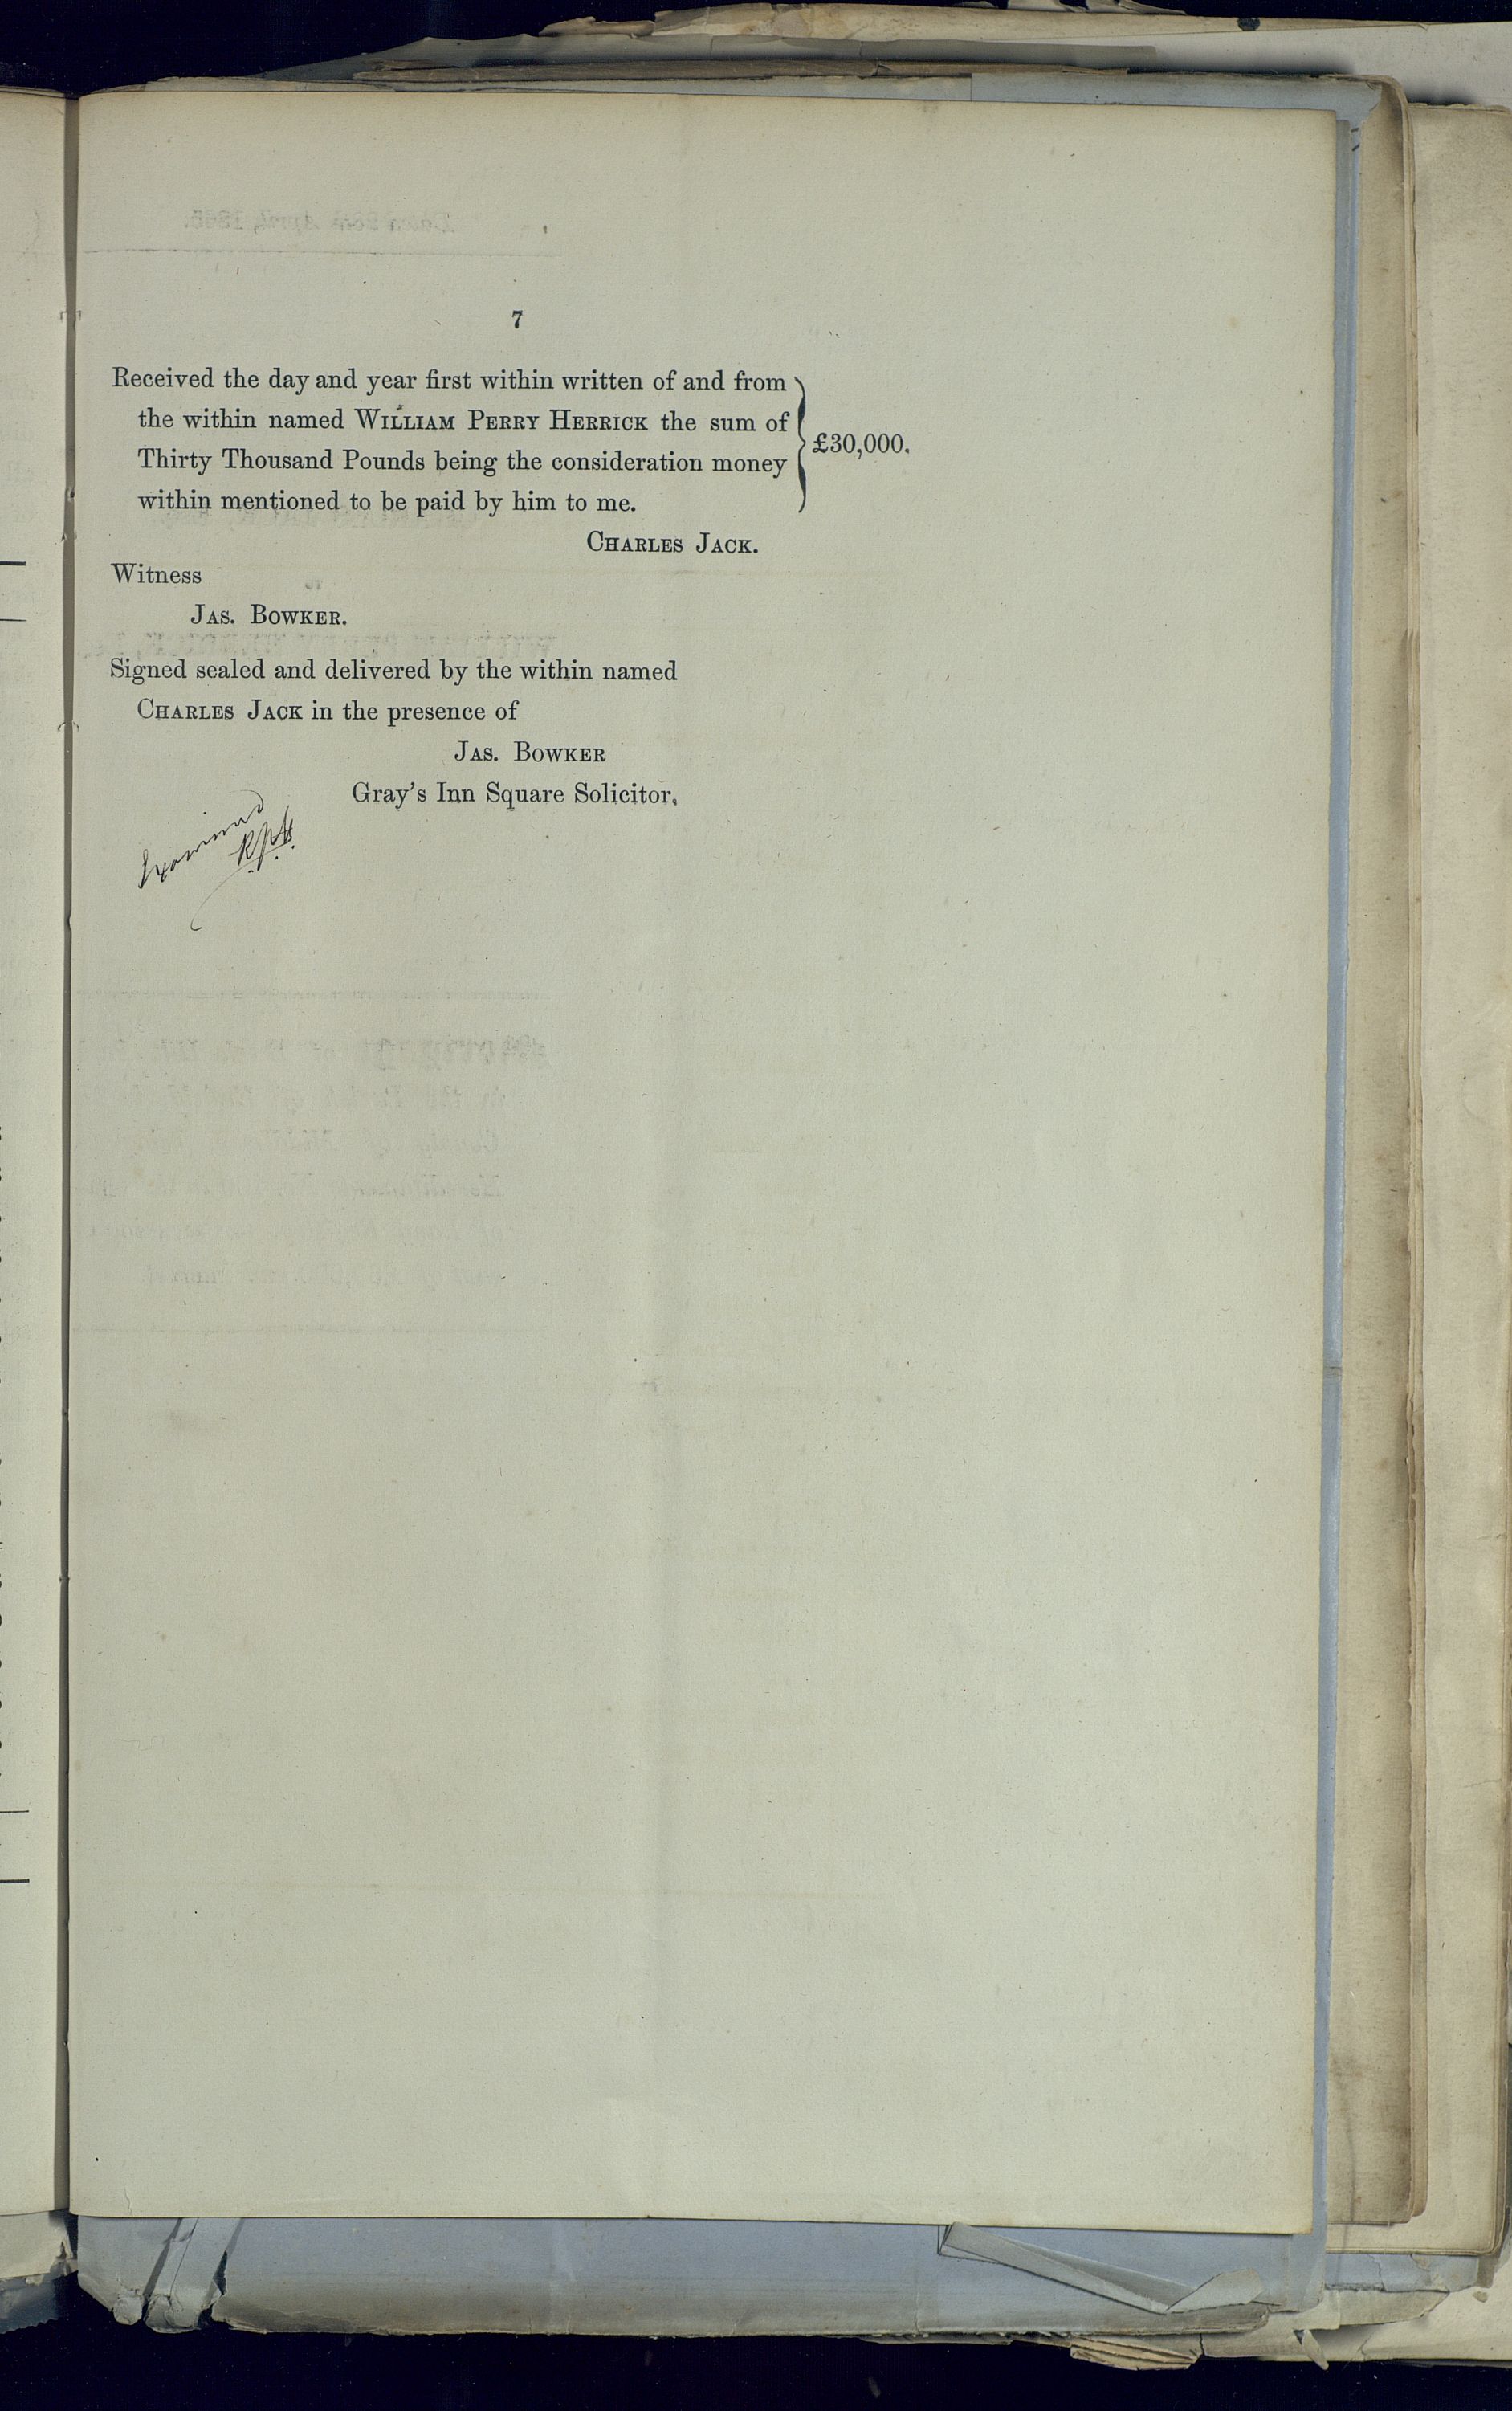 7
Received the day and year first within written of and from
the within named WILLIAM PERRY HERRICK the sum of
Thirty Thousand Pounds being the consideration money
within mentioned to be paid by him to me.
£30,000.
CHARLES JACK.
Witness
JAS. BOWKER.
Signed sealed and delivered by the within named
CHARLES JACK in the presence of
JAS. BOWKER
Gray's Inn Square Solicitor.
Examined